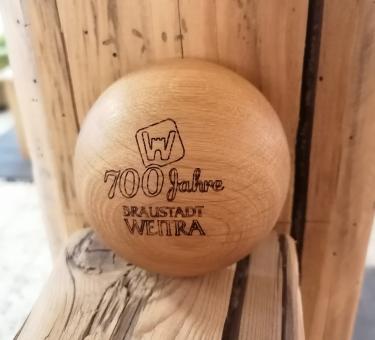 W
700 Jahre
BRAUSTADT
WEITRA